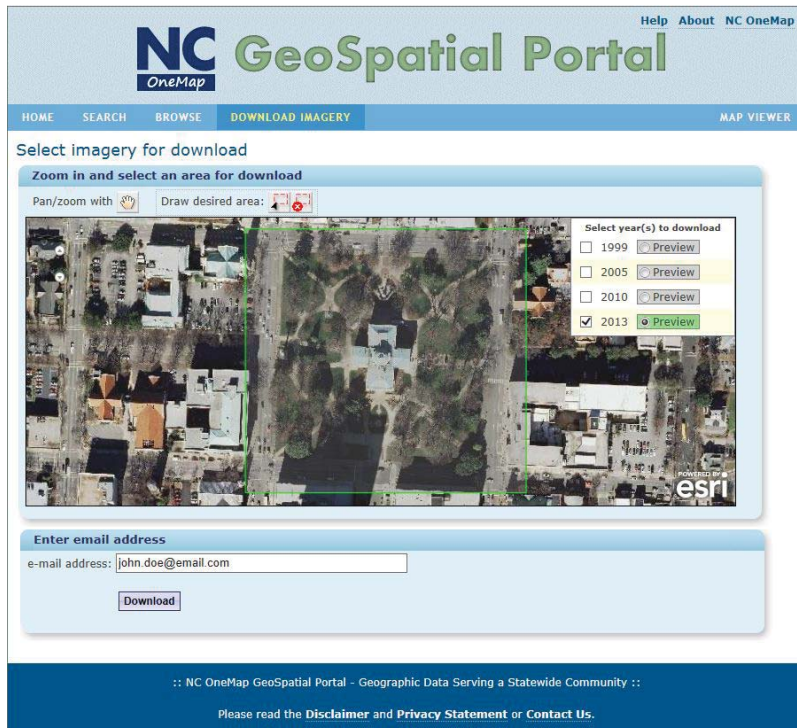 Help About NC OneMap
NC
OneMap
GeoSpatial Portal
HOME SEARCH BROWSE DOWNLOAD IMAGERY MAP VIEWER
Select imagery for download
Zoom in and select an area for download
Pan/zoom with Draw desired area:
Select year(s) to download
1999 Preview
2005 Preview
2010 Preview
2013 Preview
POWERED BY
esri
Enter email address
e-mail address: john.doe@email.com
Download
:: NC OneMap GeoSpatial Portal - Geographic Data Serving a Statewide Community ::
Please read the Disclaimer and Privacy Statement or Contact Us.